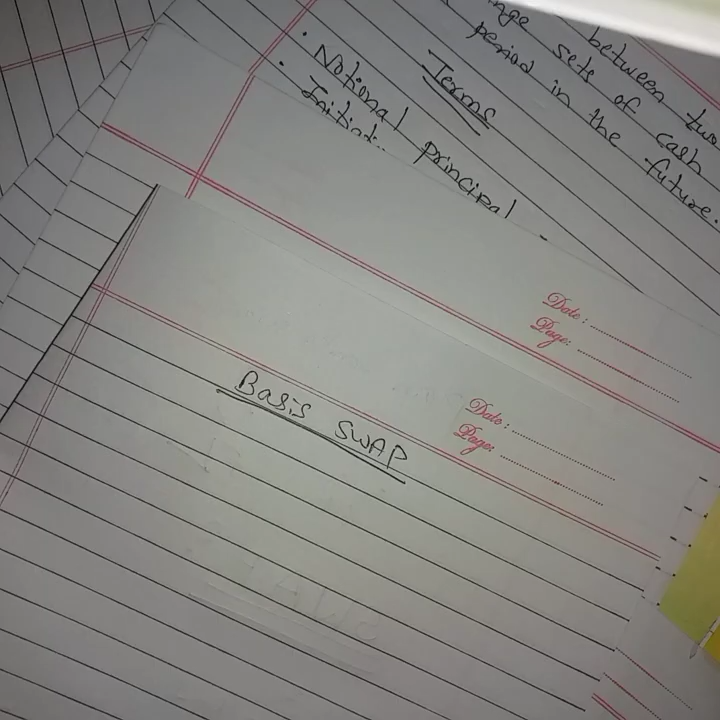 between two
nge sets of cash
period in the future.
Terms
• Notional principal -
• Initiati
Date:
Page:
Date:
Page:
Basis SWAP